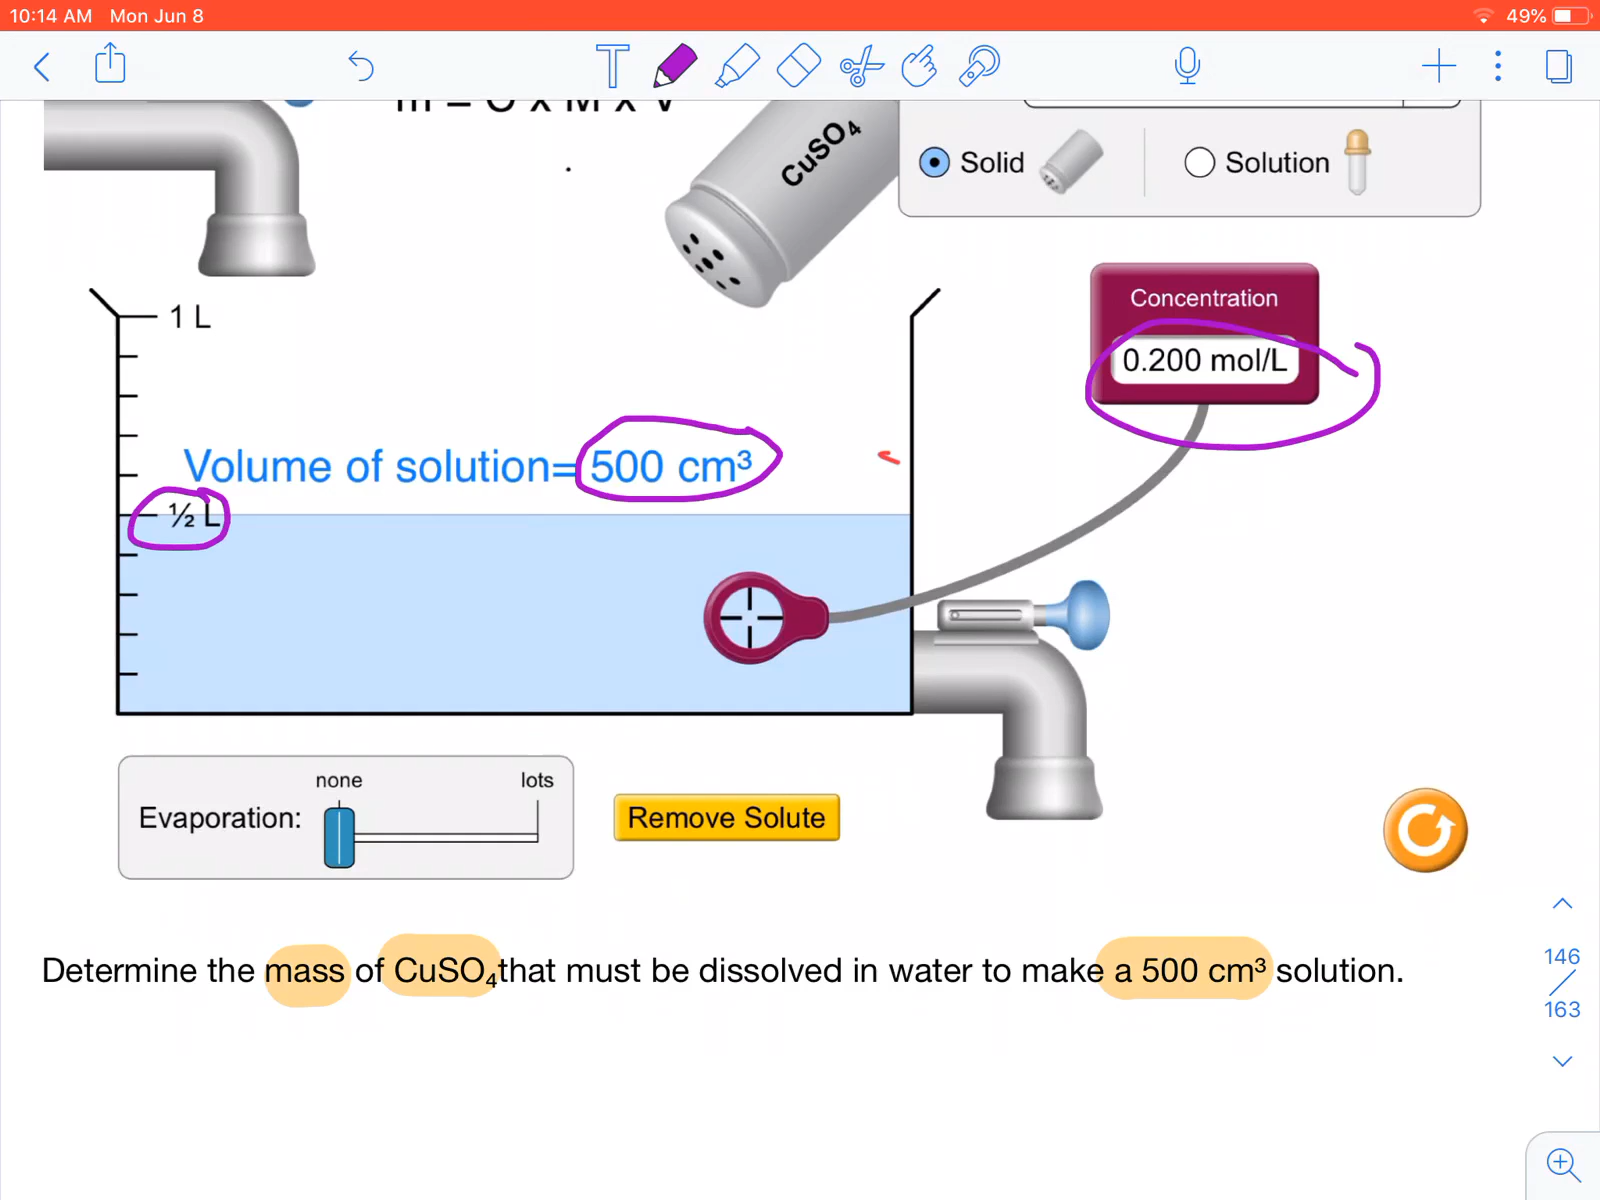 10:14 AM Mon Jun 8
49%
T
m = C x M x V
CuSO₄
Solid
Solution
Concentration
0.200 mol/L
1 L
Volume of solution= 500 cm³
½ L
none
lots
Evaporation:
Remove Solute
Determine the mass of CuSO₄that must be dissolved in water to make a 500 cm³ solution.
146
163